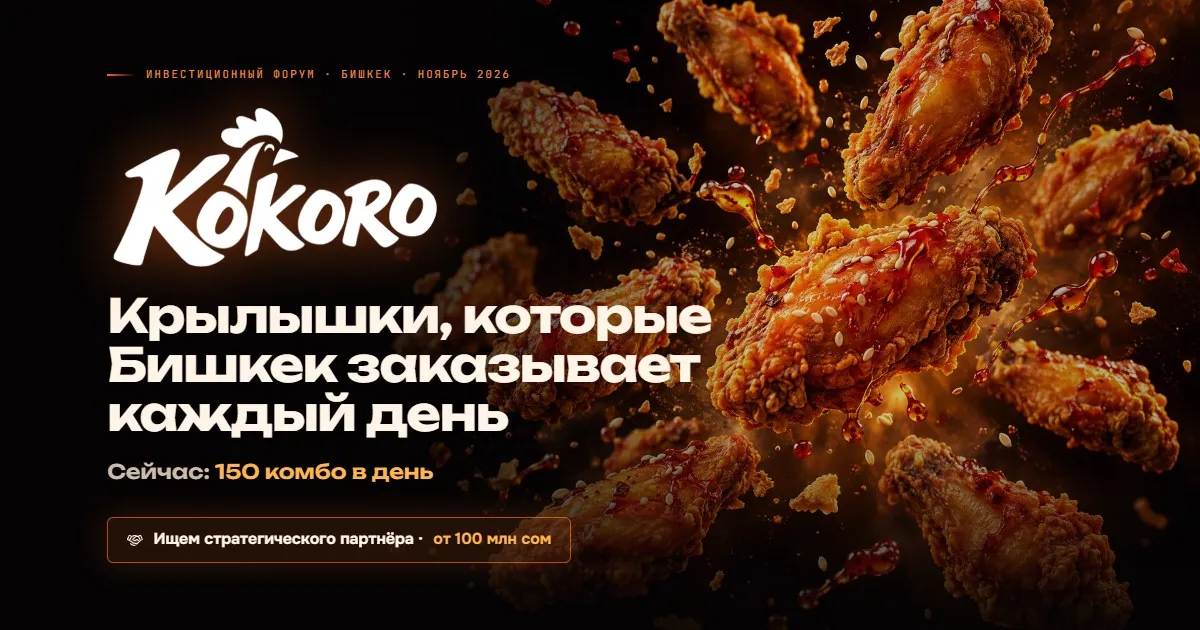 ИНВЕСТИЦИОННЫЙ ФОРУМ · БИШКЕК · НОЯБРЬ 2026
KOKORO
Крылышки, которые
Бишкек заказывает
каждый день
Сейчас: 150 комбо в день
Ищем стратегического партнёра · от 100 млн сом